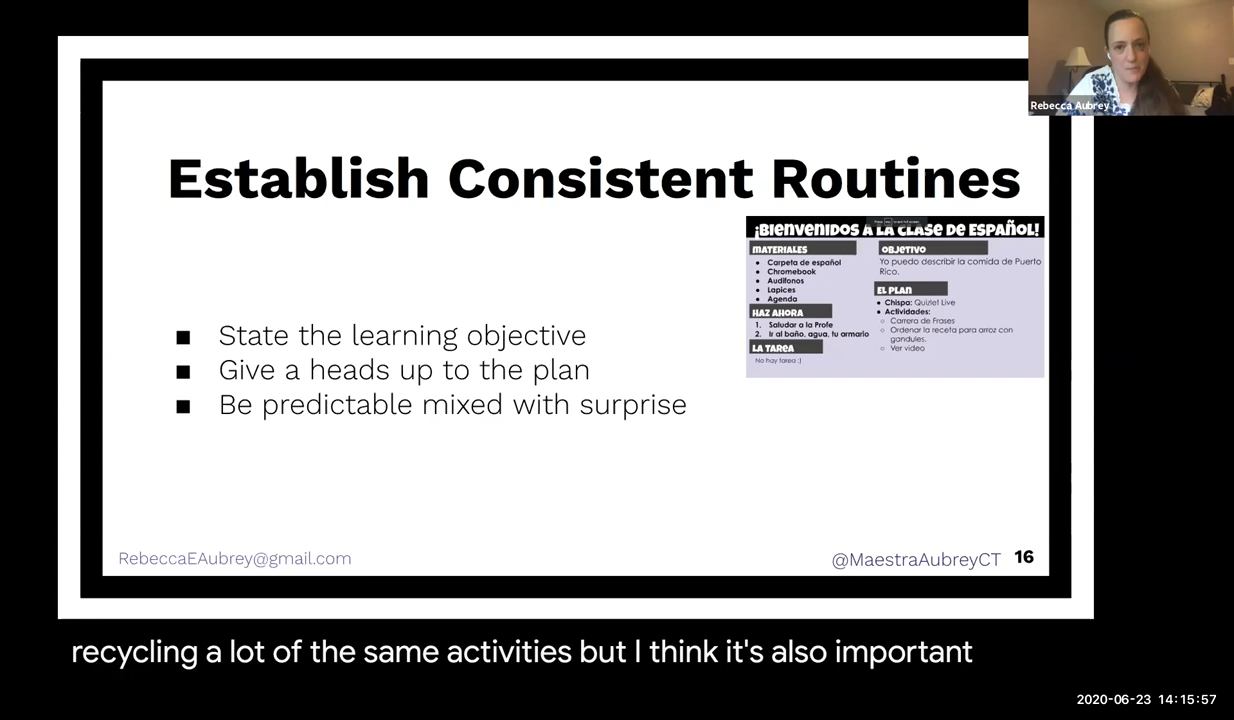 Rebecca Aubrey
Establish Consistent Routines
¡Bienvenidos a la clase de español!
Materiales
● Carpeta de español
● Chromebook
● Audífonos
● Lapices
● Agenda
Haz Ahora
1. Saludar a la Profe
2. Ir al baño, agua, tu armario
La Tarea
No hay tarea :)
Objetivo
Yo puedo describir la comida de Puerto
Rico.
El Plan
● Chispa: Quizlet Live
● Actividades:
○ Carrera de Frases
○ Ordenar la receta para arroz con
gandules.
○ Ver video
■ State the learning objective
■ Give a heads up to the plan
■ Be predictable mixed with surprise
RebeccaEAubrey@gmail.com
@MaestraAubreyCT 16
recycling a lot of the same activities but I think it's also important
2020-06-23 14:15:57